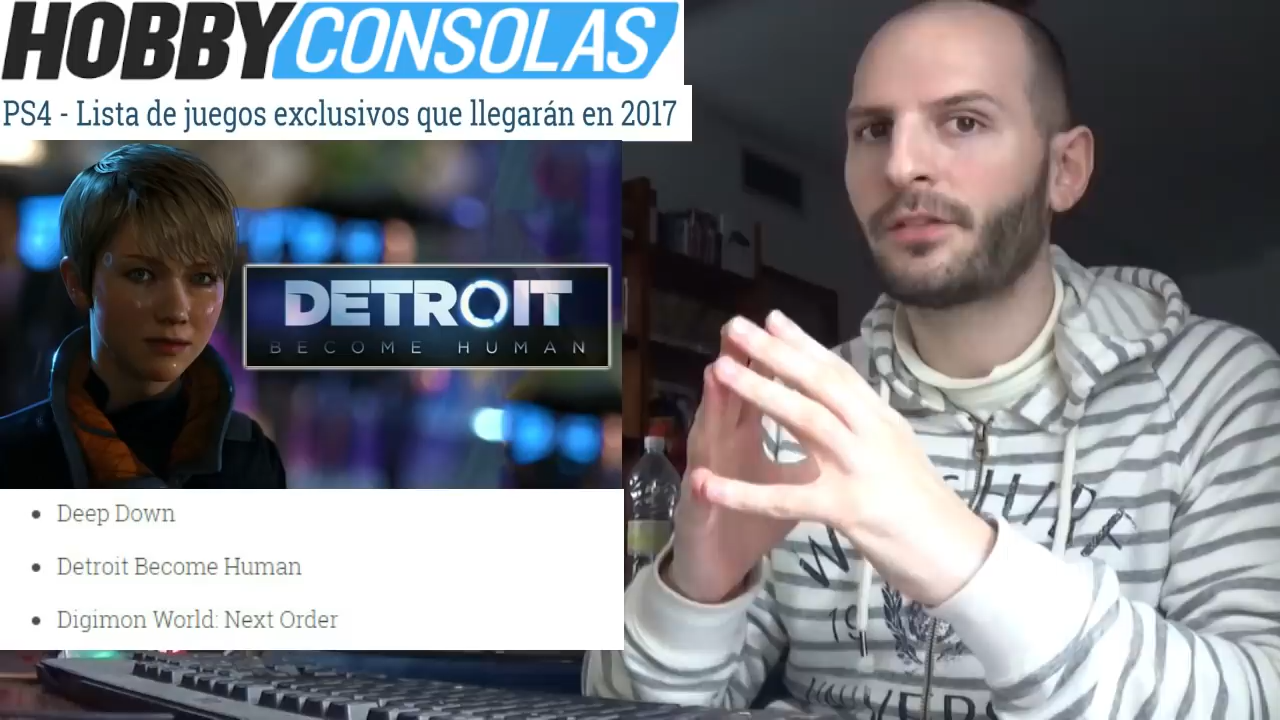 HOBBYCONSOLAS
PS4 - Lista de juegos exclusivos que llegarán en 2017
DETROIT
BECOME HUMAN
• Deep Down
• Detroit Become Human
• Digimon World: Next Order